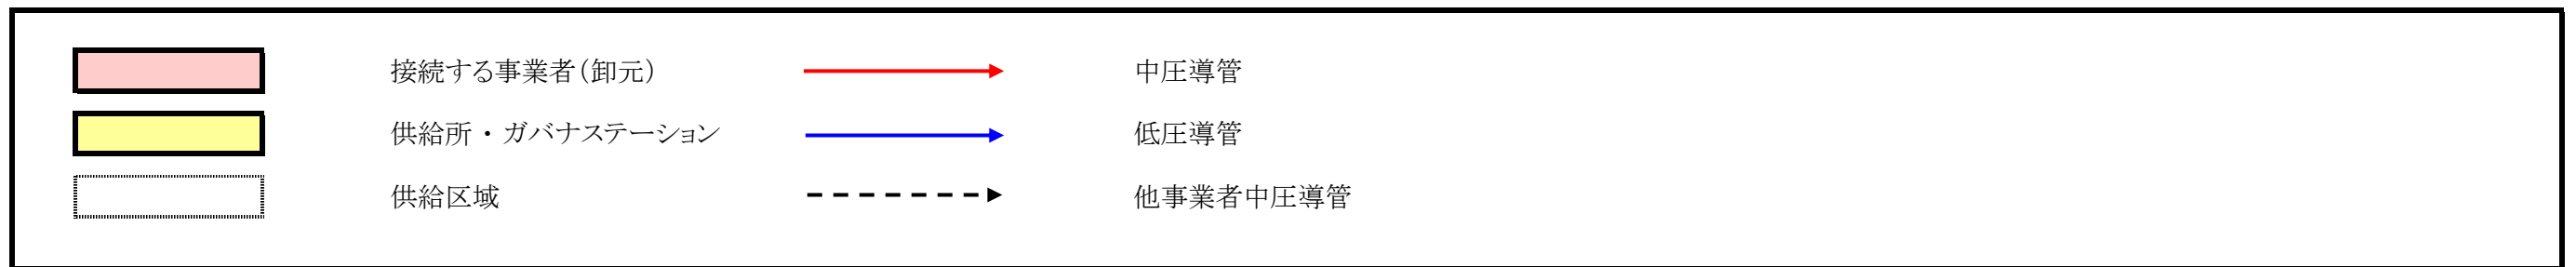 接続する事業者（卸元） 中圧導管
供給所 ・ ガバナステーション 低圧導管
供給区域 他事業者中圧導管